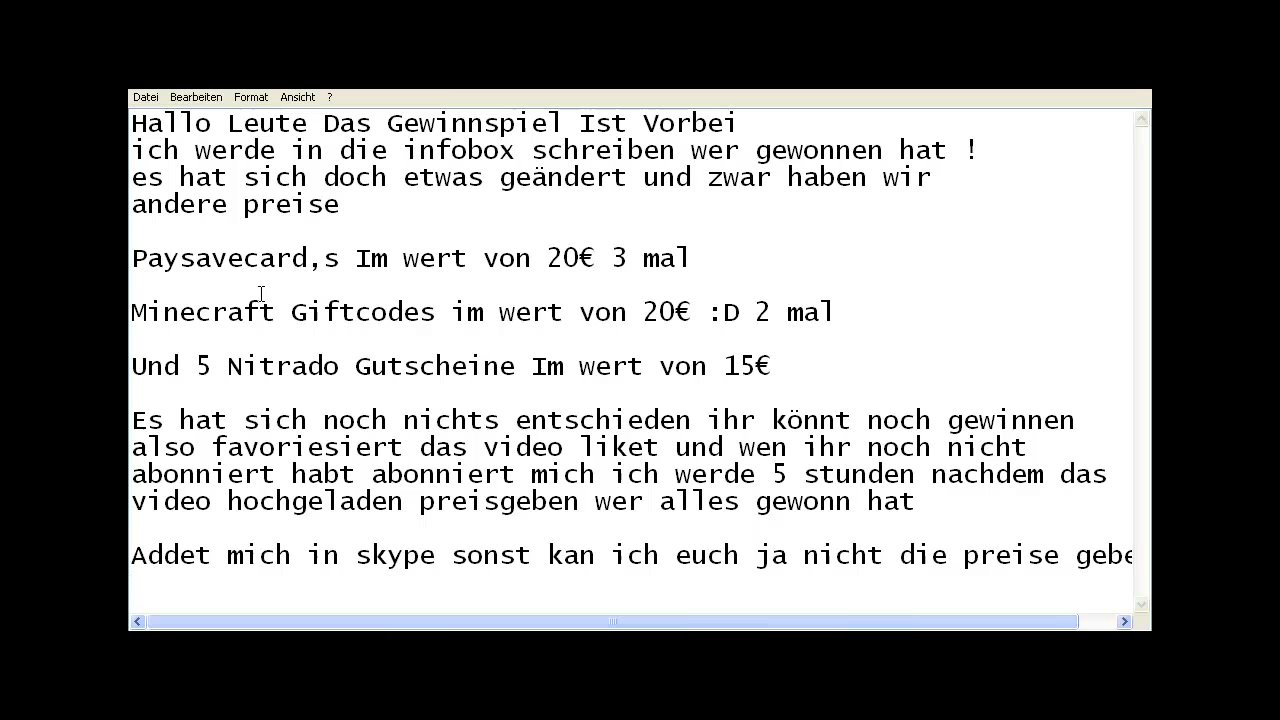 Datei Bearbeiten Format Ansicht ?
Hallo Leute Das Gewinnspiel Ist Vorbei
ich werde in die infobox schreiben wer gewonnen hat !
es hat sich doch etwas geändert und zwar haben wir
andere preise
Paysavecard,s Im wert von 20€ 3 mal
Minecraft Giftcodes im wert von 20€ :D 2 mal
Und 5 Nitrado Gutscheine Im wert von 15€
Es hat sich noch nichts entschieden ihr könnt noch gewinnen
also favoriesiert das video liket und wen ihr noch nicht
abonniert habt abonniert mich ich werde 5 stunden nachdem das
video hochgeladen preisgeben wer alles gewonn hat
Addet mich in skype sonst kan ich euch ja nicht die preise gebe